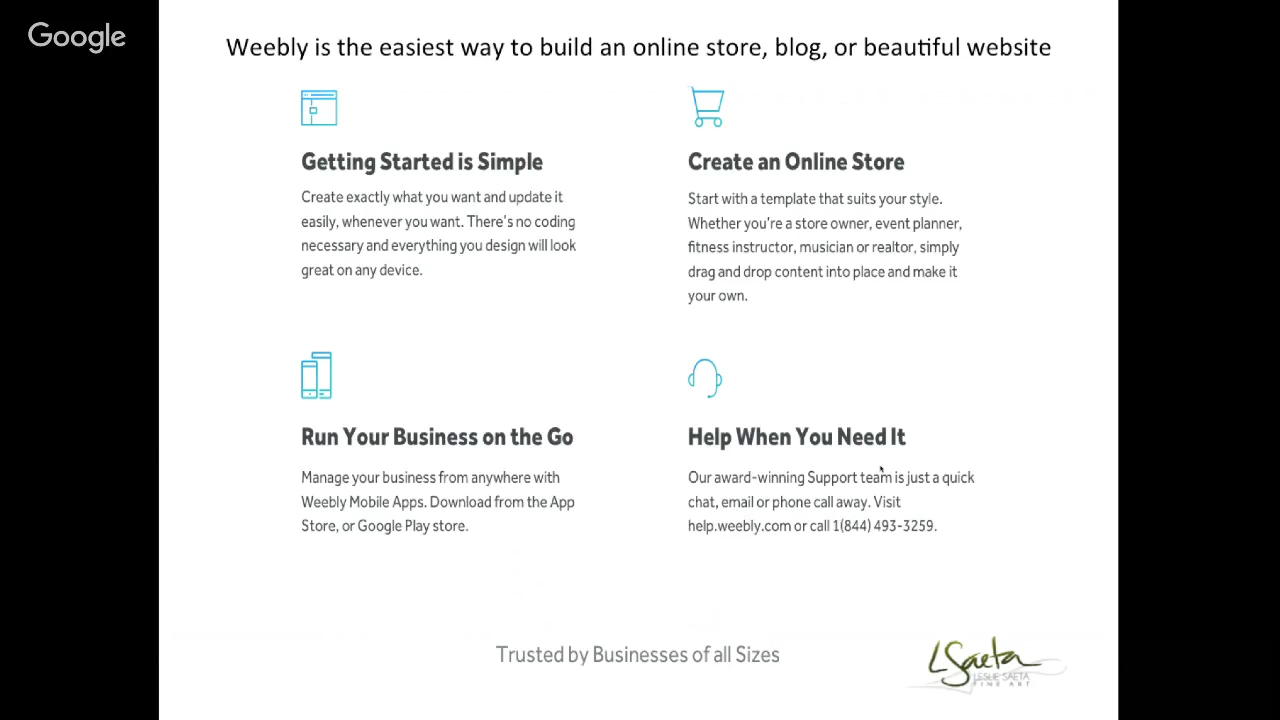 Google
Weebly is the easiest way to build an online store, blog, or beautiful website
Getting Started is Simple
Create exactly what you want and update it
easily, whenever you want. There's no coding
necessary and everything you design will look
great on any device.
Create an Online Store
Start with a template that suits your style.
Whether you're a store owner, event planner,
fitness instructor, musician or realtor, simply
drag and drop content into place and make it
your own.
Run Your Business on the Go
Manage your business from anywhere with
Weebly Mobile Apps. Download from the App
Store, or Google Play store.
Help When You Need It
Our award-winning Support team is just a quick
chat, email or phone call away. Visit
help.weebly.com or call 1(844) 493-3259.
Trusted by Businesses of all Sizes
LSaeta
LESLIE SAETA
FINE ART